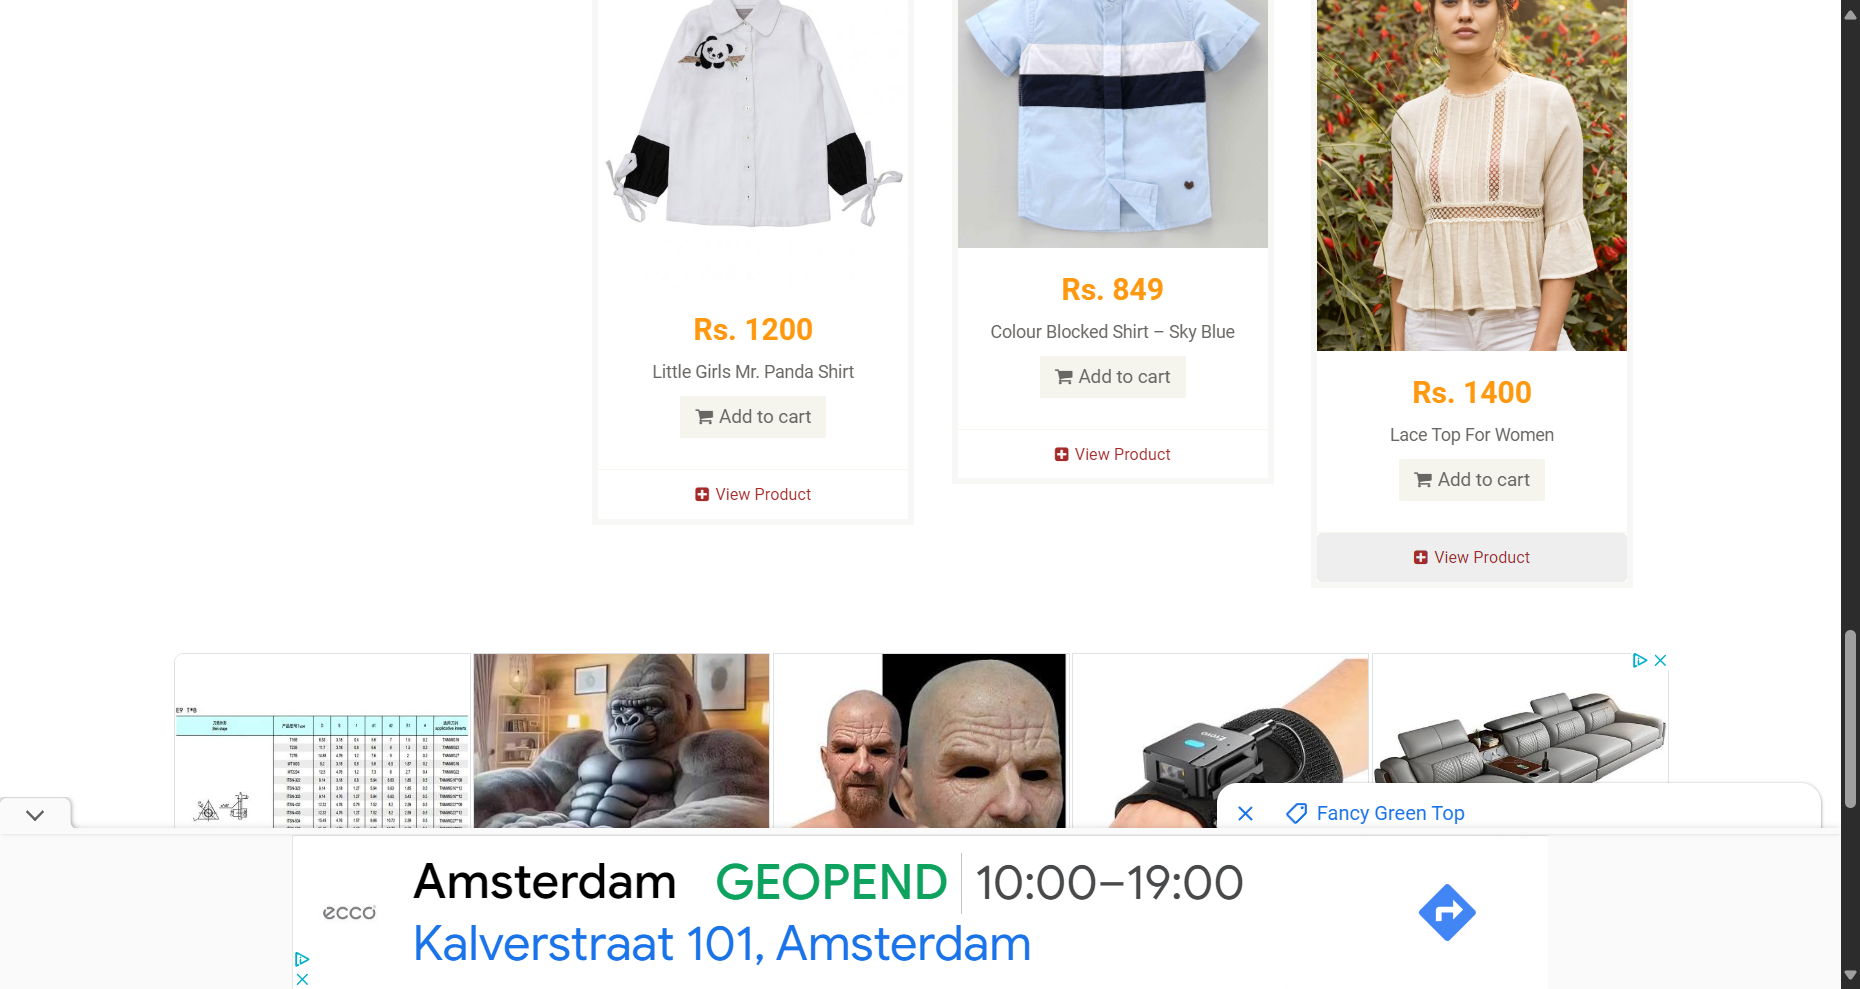 Rs. 1200
Little Girls Mr. Panda Shirt
Add to cart
View Product
Rs. 849
Colour Blocked Shirt – Sky Blue
Add to cart
View Product
Rs. 1400
Lace Top For Women
Add to cart
View Product
E9 T*B
Fancy Green Top
ecco
Amsterdam GEOPEND 10:00–19:00
Kalverstraat 101, Amsterdam